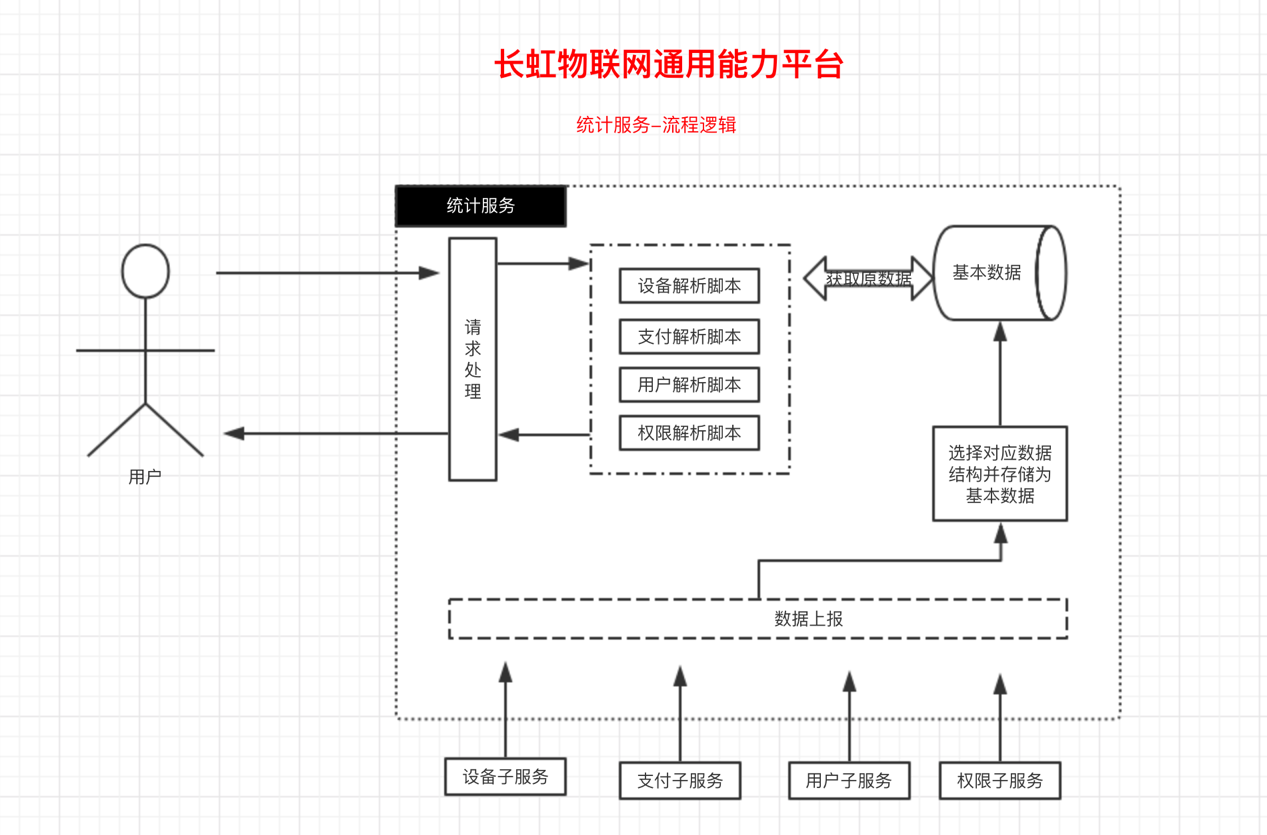 长虹物联网通用能力平台
统计服务–流程逻辑
统计服务
请
求
处
理
设备解析脚本
支付解析脚本
用户解析脚本
权限解析脚本
获取原数据
基本数据
用户
选择对应数据
结构并存储为
基本数据
数据上报
设备子服务
支付子服务
用户子服务
权限子服务